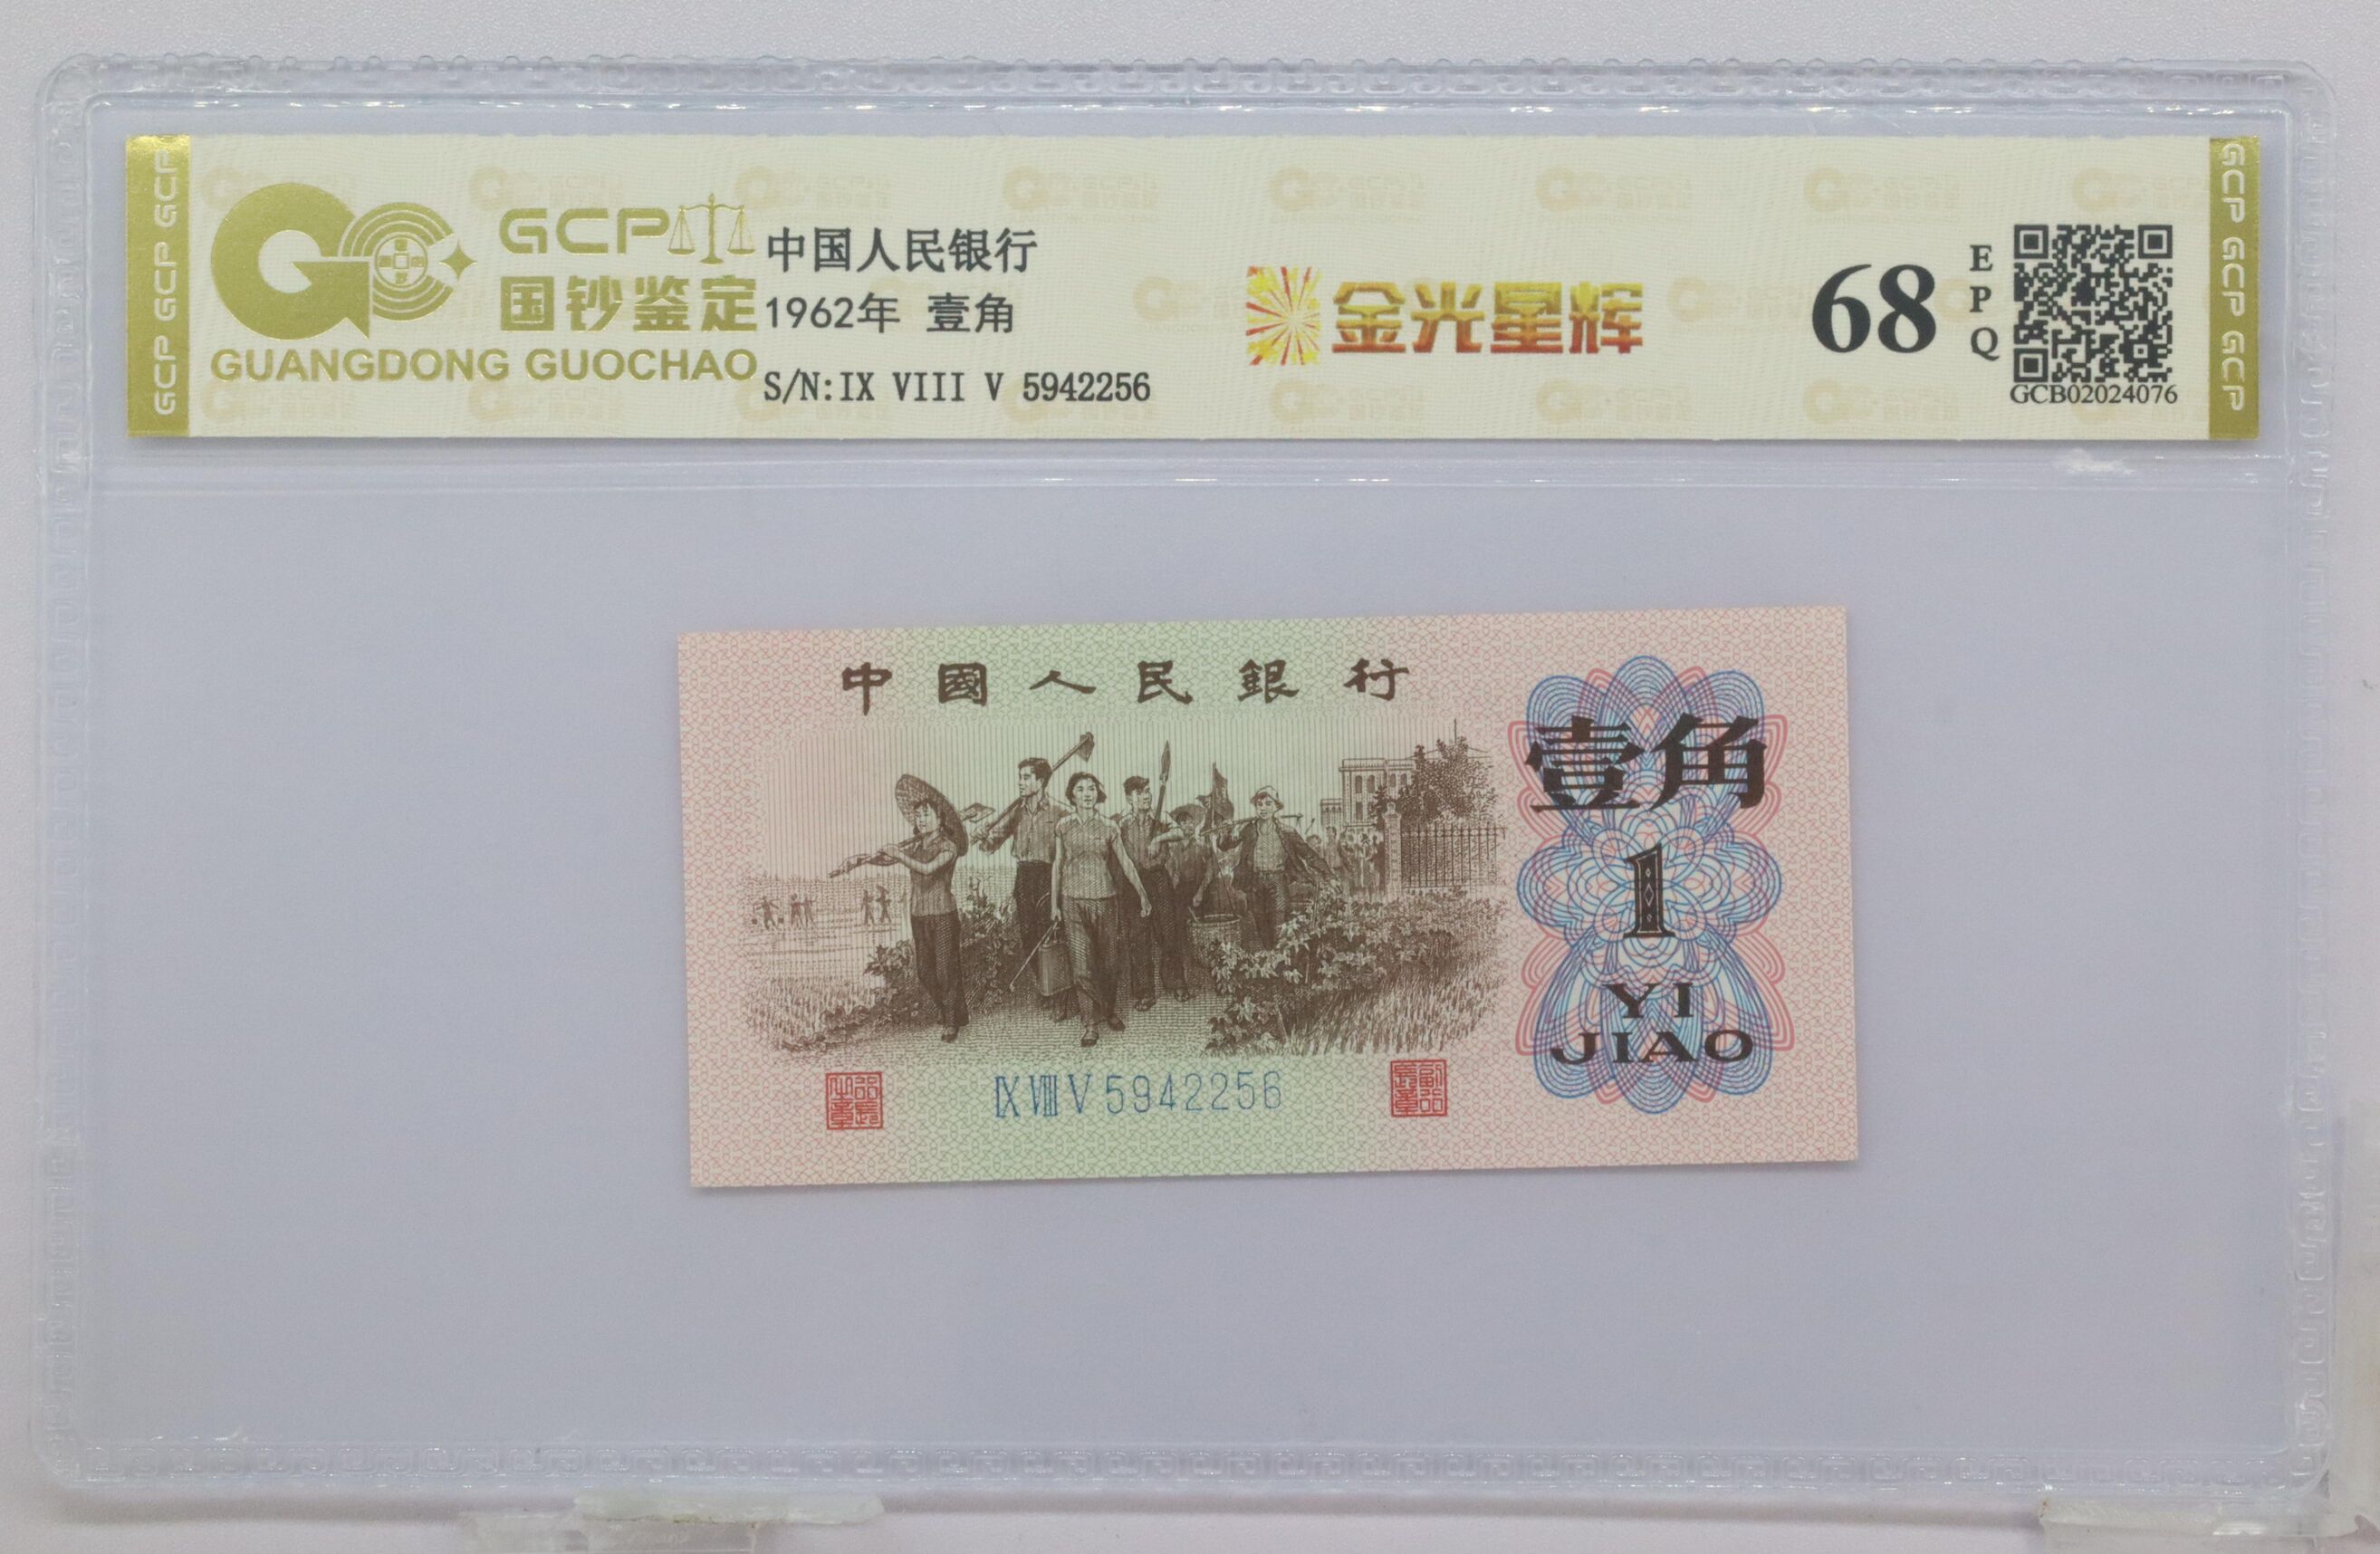 GCP GCP GCP
GCP
国钞鉴定
GUANGDONG GUOCHAO
中国人民银行
1962年 壹角
S/N:IX VIII V 5942256
金光星辉
68
EPQ
GCB02024076
GCP GCP GCP
中國人民銀行
壹角
1
YI
JIAO
IX VIII V 5942256